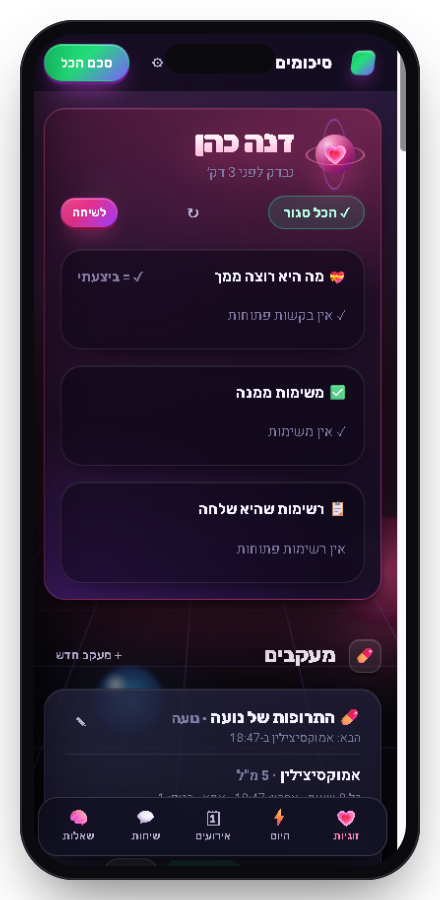 סיכומים
סכם הכל
דנה כהן
נבדק לפני 3 דק׳
✓ הכל סגור
לשיחה
מה היא רוצה ממך
✓ = ביצעתי
✓ אין בקשות פתוחות
משימות ממנה
✓ אין משימות
רשימות שהיא שלחה
אין רשימות פתוחות
מעקבים
+ מעקב חדש
התרופות של נועה · נועה
הבא: אמוקסיצילין ב-18:47
אמוקסיצילין · 5 מ"ל
זוגיות
היום
אירועים
שיחות
שאלות